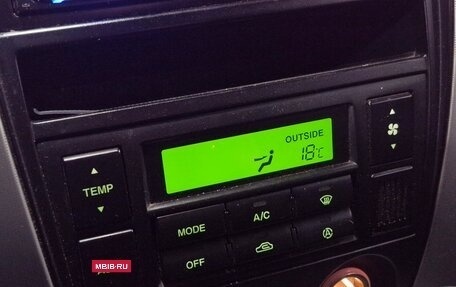 OUTSIDE
18°C
TEMP
MODE
A/C
OFF
A
MBIB.RU